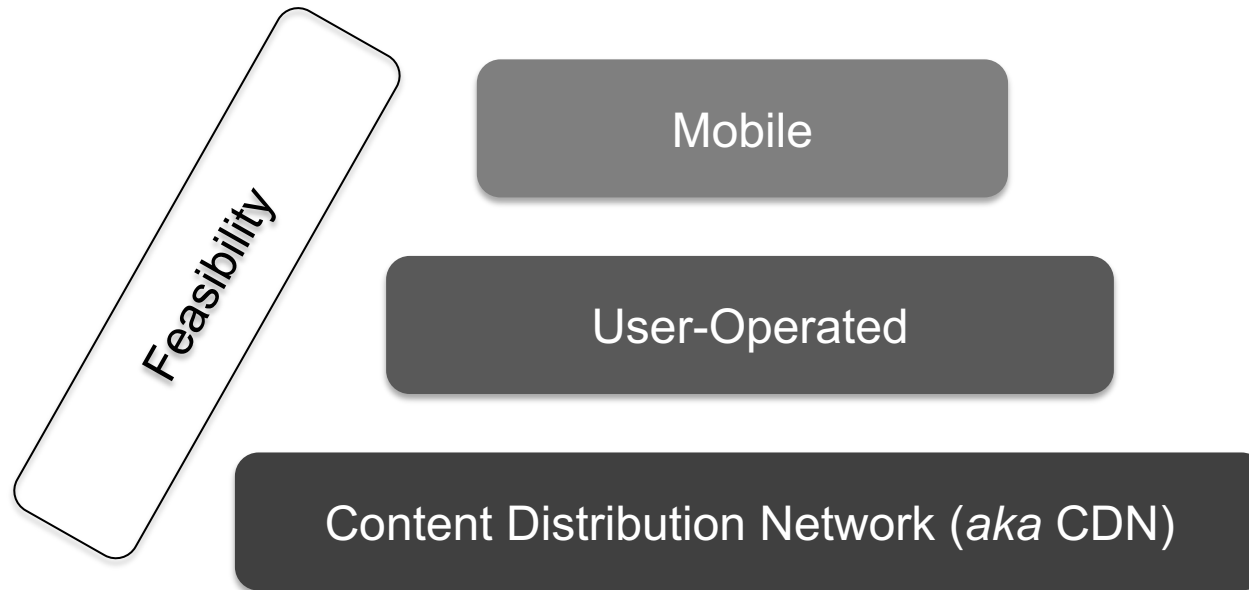 Feasibility
Mobile
User-Operated
Content Distribution Network (aka CDN)